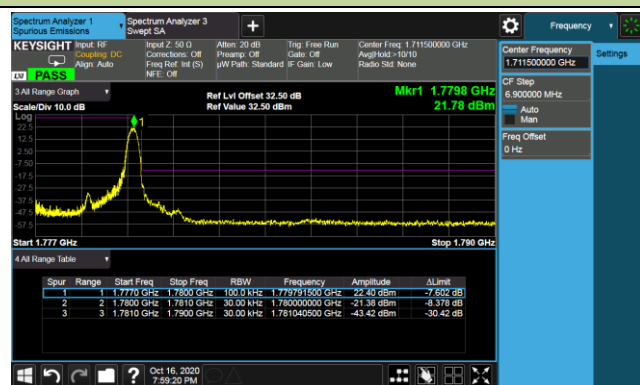 Spectrum Analyzer 1
Spurious Emissions
Spectrum Analyzer 3
Swept SA
+
Frequency
KEYSIGHT
Input: RF
Coupling: DC
Align: Auto
Input Z: 50 Ω
Corrections: Off
Freq Ref: Int (S)
NFE: Off
Atten: 20 dB
Preamp: Off
µW Path: Standard
Trig: Free Run
Gate: Off
IF Gain: Low
Center Freq: 1.711500000 GHz
Avg|Hold:>10/10
Radio Std: None
LXI PASS
Center Frequency
1.711500000 GHz
Settings
CF Step
6.900000 MHz
Auto
Man
Freq Offset
0 Hz
3 All Range Graph
Scale/Div 10.0 dB
Ref Lvl Offset 32.50 dB
Ref Value 32.50 dBm
Mkr1 1.7798 GHz
21.78 dBm
Log
1
22.5
12.5
2.50
-7.50
-17.5
-27.5
-37.5
-47.5
-57.5
Start 1.777 GHz
Stop 1.790 GHz
4 All Range Table
Spur Range Start Freq Stop Freq RBW Frequency Amplitude ΔLimit
1 1 1.7770 GHz 1.7800 GHz 100.0 kHz 1.779791500 GHz 22.40 dBm -7.602 dB
2 2 1.7800 GHz 1.7810 GHz 30.00 kHz 1.780000000 GHz -21.38 dBm -8.378 dB
3 3 1.7810 GHz 1.7900 GHz 30.00 kHz 1.781040500 GHz -43.42 dBm -30.42 dB
?
Oct 16, 2020
7:59:20 PM